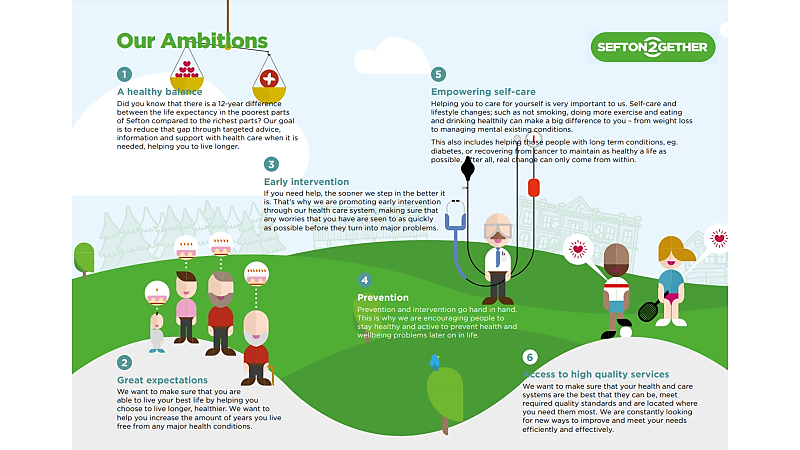 Our Ambitions
SEFTON2GETHER
1
A healthy balance
Did you know that there is a 12-year difference
between the life expectancy in the poorest parts
of Sefton compared to the richest parts? Our goal
is to reduce that gap through targeted advice,
information and support with health care when it is
needed, helping you to live longer.
2
Great expectations
We want to make sure that you are
able to live your best life by helping you
choose to live longer, healthier. We want to
help you increase the amount of years you live
free from any major health conditions.
3
Early intervention
If you need help, the sooner we step in the better it
is. That's why we are promoting early intervention
through our health care system, making sure that
any worries that you have are seen to as quickly
as possible before they turn into major problems.
4
Prevention
Prevention and intervention go hand in hand.
This is why we are encouraging people to
stay healthy and active to prevent health and
wellbeing problems later on in life.
5
Empowering self-care
Helping you to care for yourself is very important to us. Self-care and
lifestyle changes; such as not smoking, doing more exercise and eating
and drinking healthily can make a big difference to you – from weight loss
to managing mental existing conditions.
This also includes helping those people with long term conditions, eg.
diabetes, or recovering from cancer to maintain as healthy a life as
possible. After all, real change can only come from within.
6
Access to high quality services
We want to make sure that your health and care
systems are the best that they can be, meet
required quality standards and are located where
you need them most. We are constantly looking
for new ways to improve and meet your needs
efficiently and effectively.